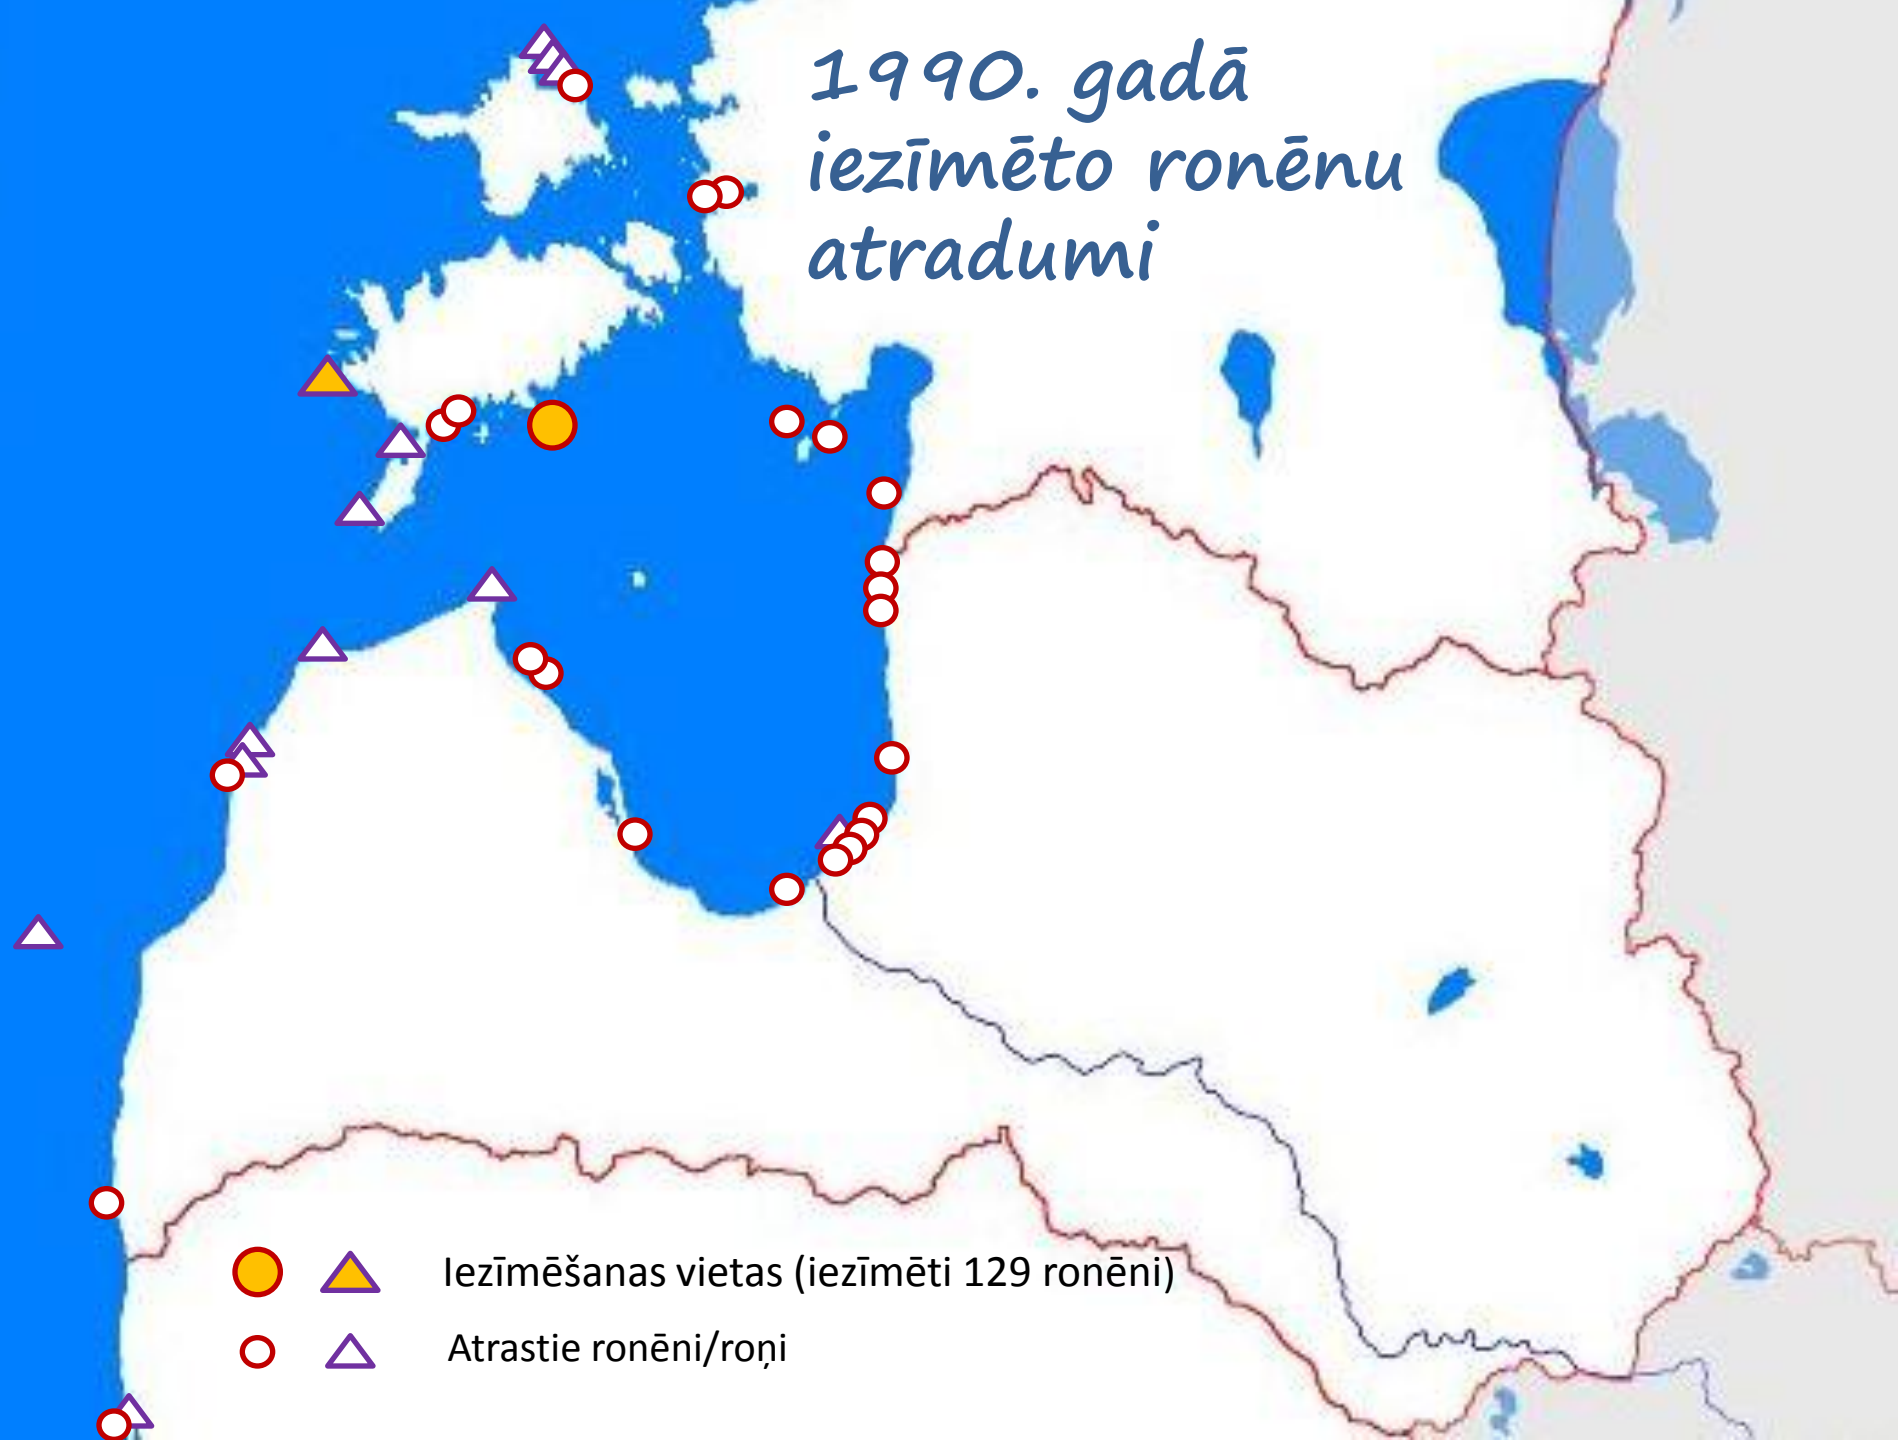 1990. gadā
iezīmēto ronēnu
atradumi
Iezīmēšanas vietas (iezīmēti 129 ronēni)
Atrastie ronēni/roņi